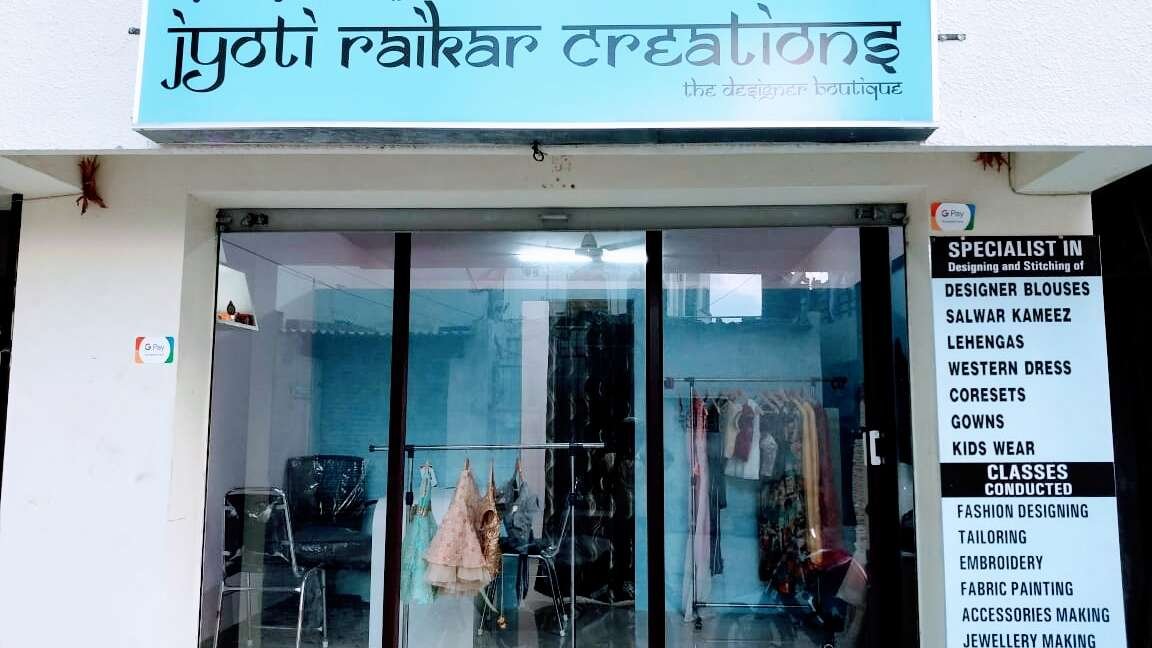 jyoti raikar creations
the designer boutique
G Pay
G Pay
SPECIALIST IN
Designing and Stitching of
DESIGNER BLOUSES
SALWAR KAMEEZ
LEHENGAS
WESTERN DRESS
CORESETS
GOWNS
KIDS WEAR
CLASSES
CONDUCTED
FASHION DESIGNING
TAILORING
EMBROIDERY
FABRIC PAINTING
ACCESSORIES MAKING
JEWELLERY MAKING